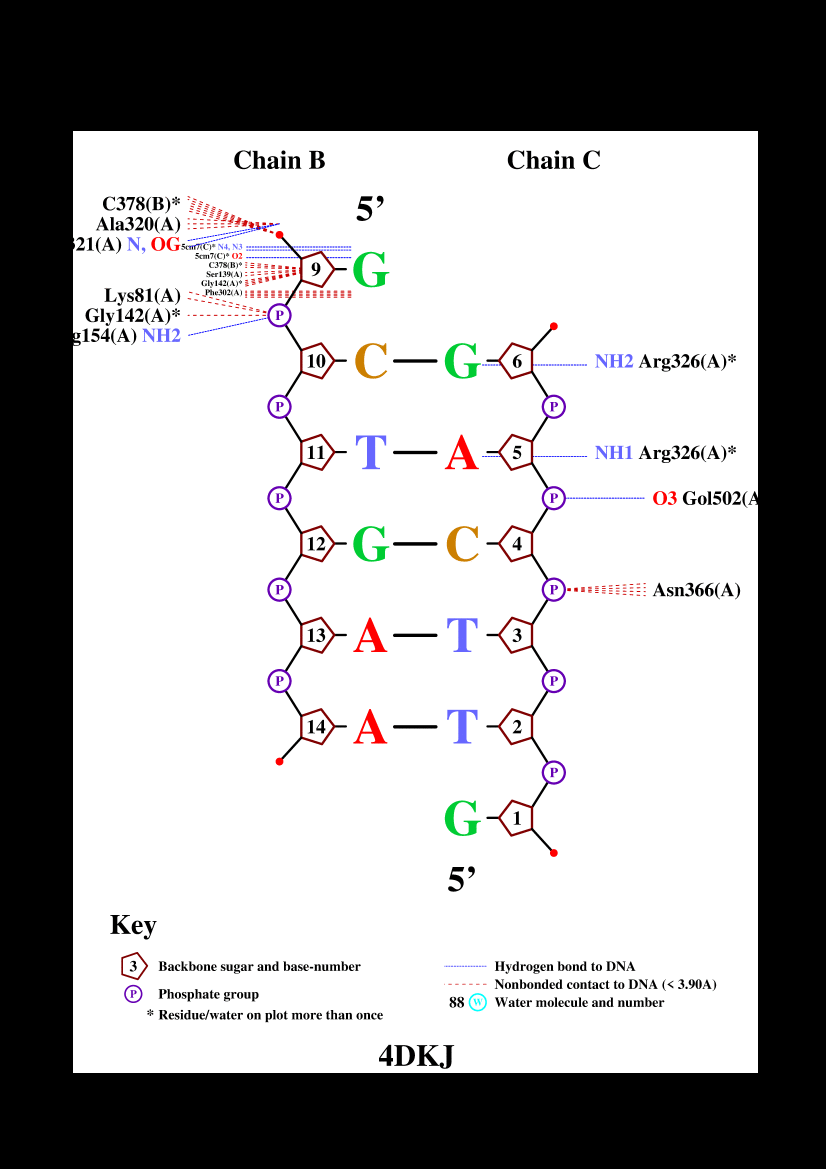 Chain B Chain C
5’
C378(B)*
Ala320(A)
321(A) N, OG
5cm7(C)* N4, N3
5cm7(C)* O2
C378(B)*
Ser139(A)
Gly142(A)*
Phe302(A)
9 G
Lys81(A)
Gly142(A)*
g154(A) NH2
P
10 C G 6 NH2 Arg326(A)*
P P
11 T A 5 NH1 Arg326(A)*
P P O3 Gol502(A
12 G C 4
P P Asn366(A)
13 A T 3
P P
14 A T 2
P
G 1
5’
Key
3 Backbone sugar and base-number
P Phosphate group
* Residue/water on plot more than once
Hydrogen bond to DNA
Nonbonded contact to DNA (< 3.90A)
88 W Water molecule and number
4DKJ